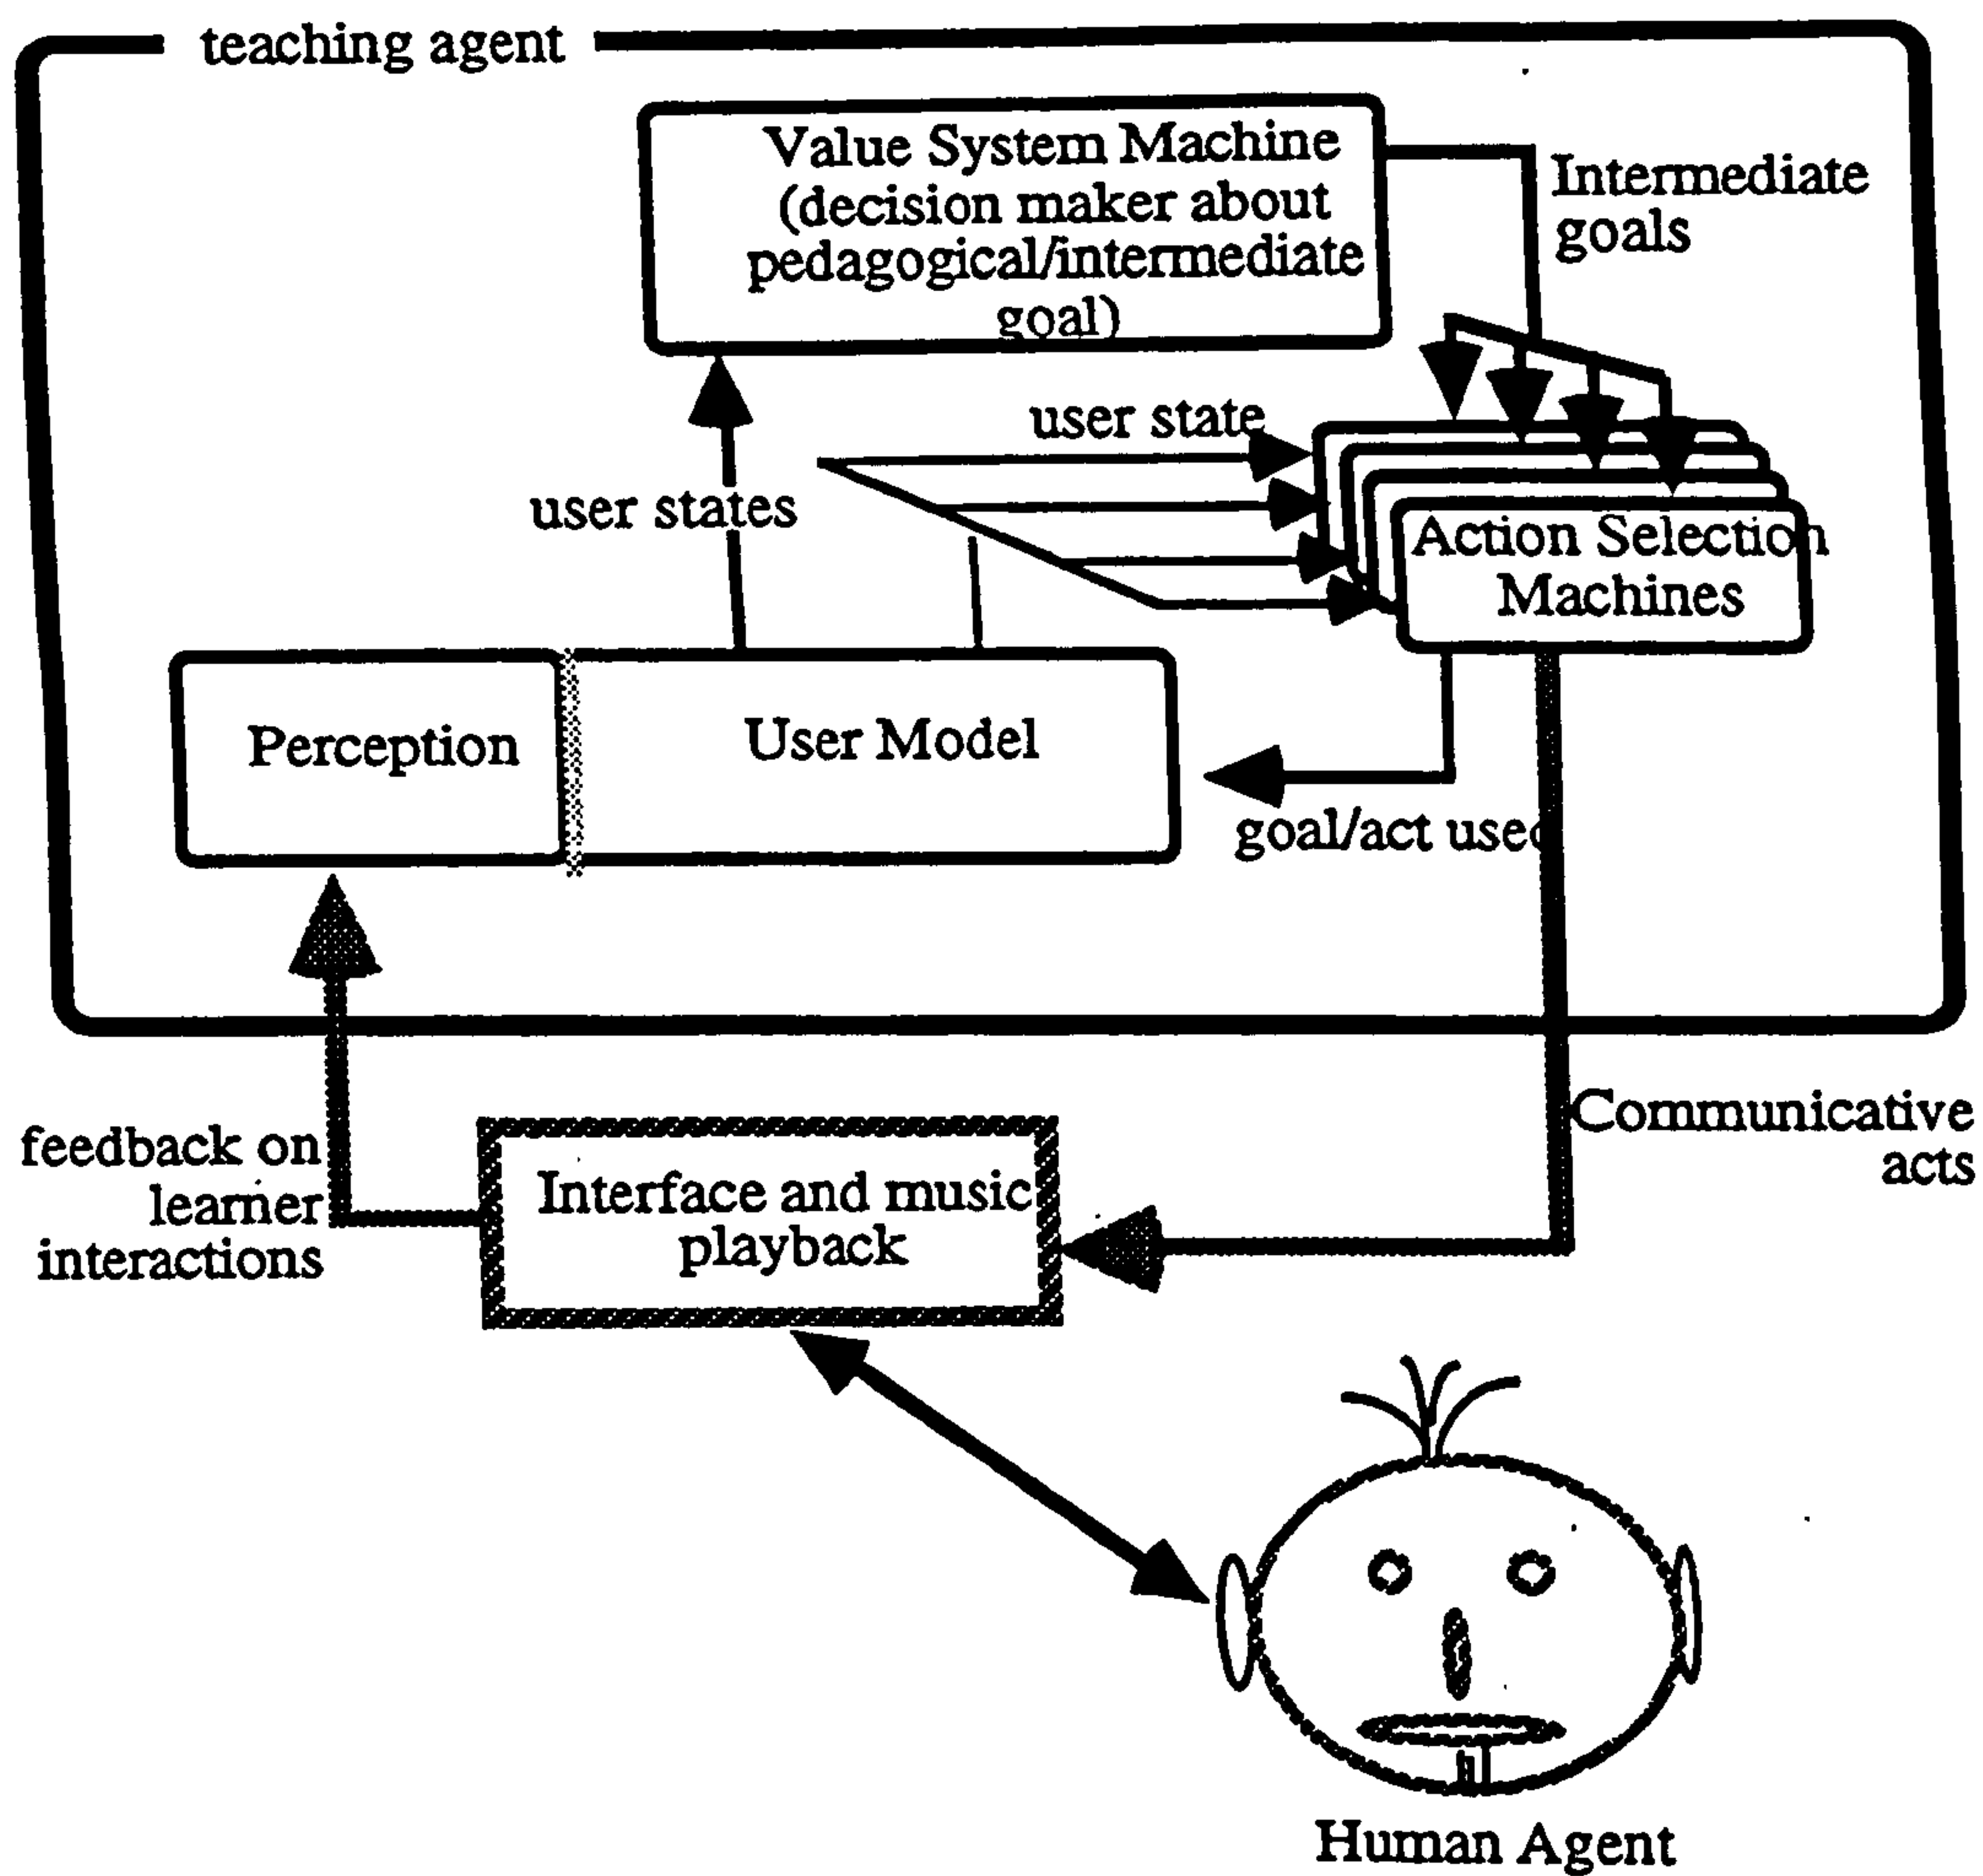 teaching agent
Value System Machine
(decision maker about
pedagogical/intermediate
goal)
Intermediate
goals
user state
user states
Action Selection
Machines
Perception
User Model
goal/act used
Communicative
acts
feedback on
learner
interactions
Interface and music
playback
Human Agent